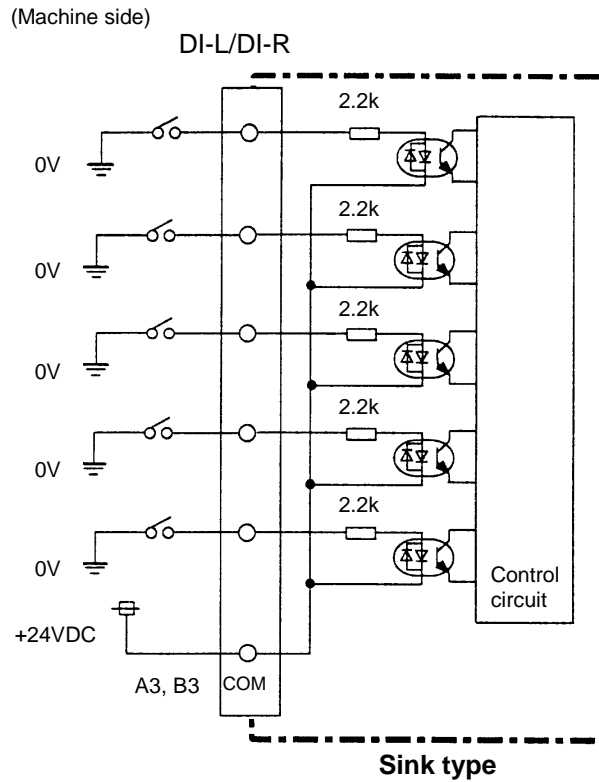 (Machine side)
DI-L/DI-R
2.2k
0V
2.2k
0V
2.2k
0V
2.2k
0V
2.2k
0V
Control
circuit
+24VDC
A3, B3
COM
Sink type